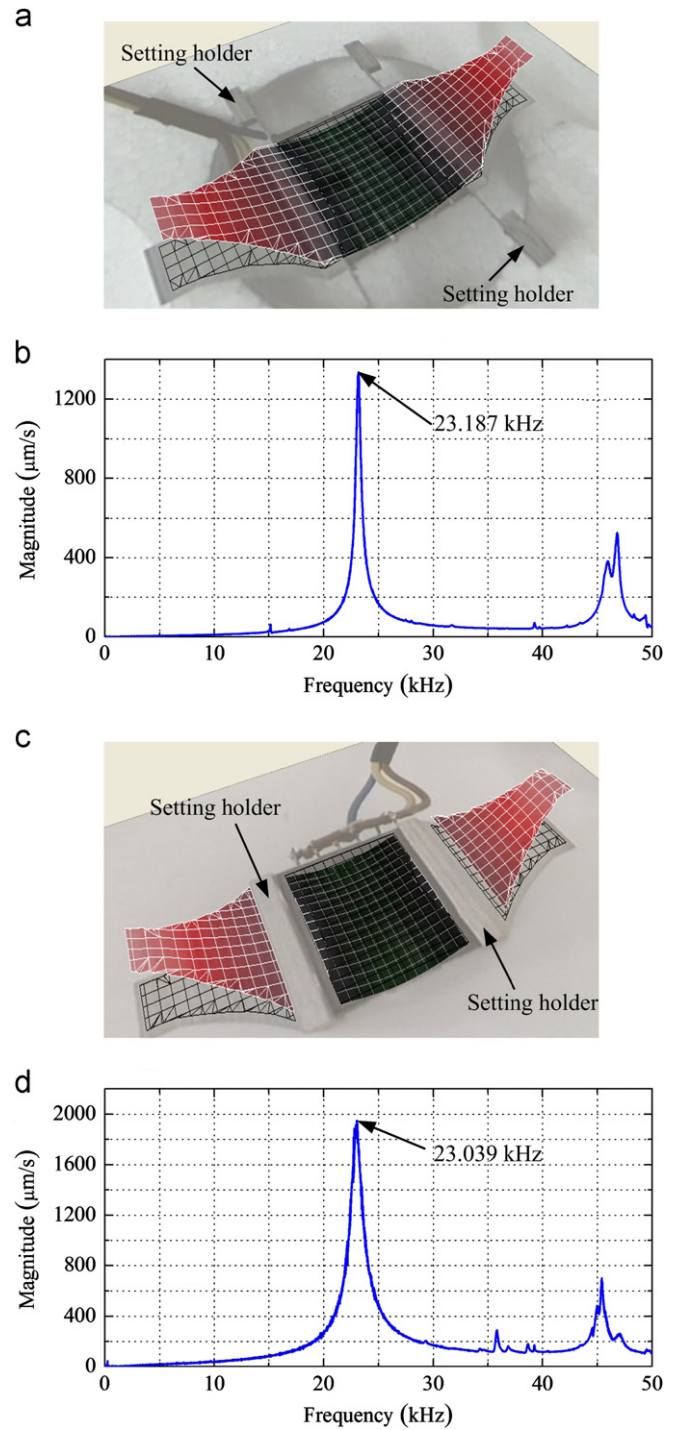 a
Setting holder
Setting holder
b
1200
800
400
0
Magnitude (μm/s)
23.187 kHz
0
10
20
30
40
50
Frequency (kHz)
c
Setting holder
Setting holder
d
2000
1600
1200
800
400
0
Magnitude (μm/s)
23.039 kHz
0
10
20
30
40
50
Frequency (kHz)